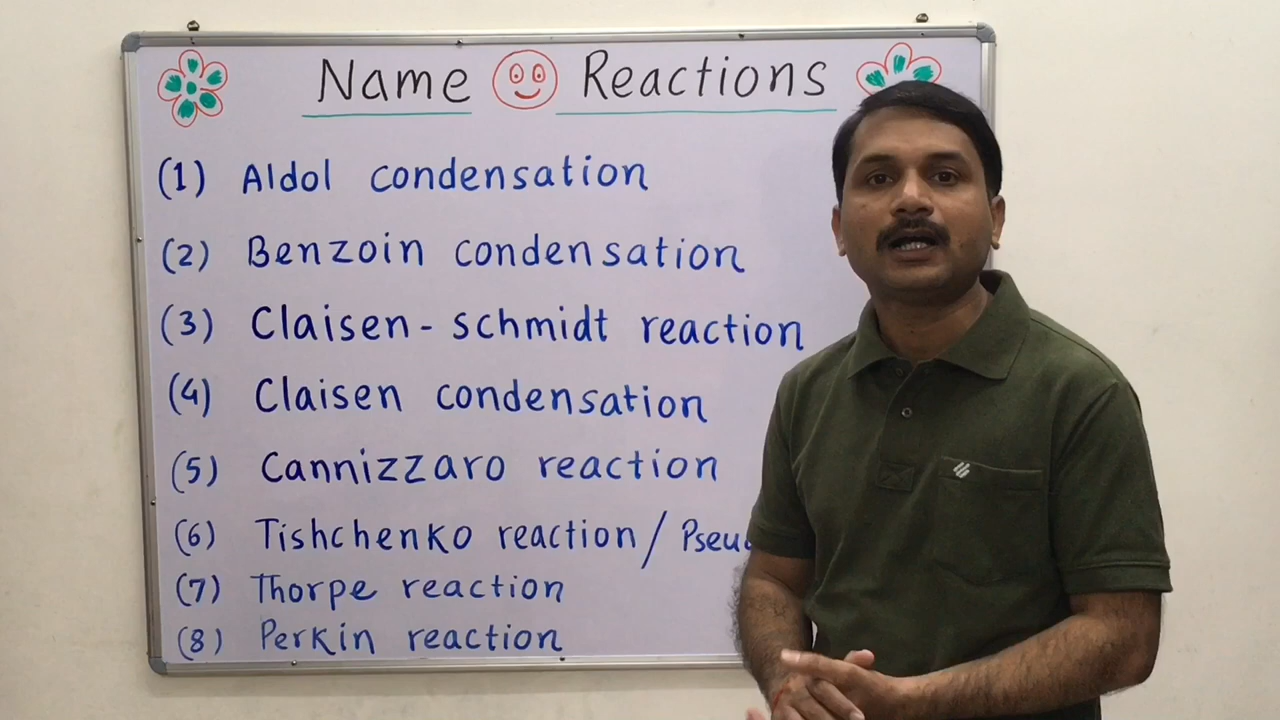 Name Reactions
(1) Aldol condensation
(2) Benzoin condensation
(3) Claisen-schmidt reaction
(4) Claisen condensation
(5) Cannizzaro reaction
(6) Tishchenko reaction /
(7) Thorpe reaction
(8) Perkin reaction